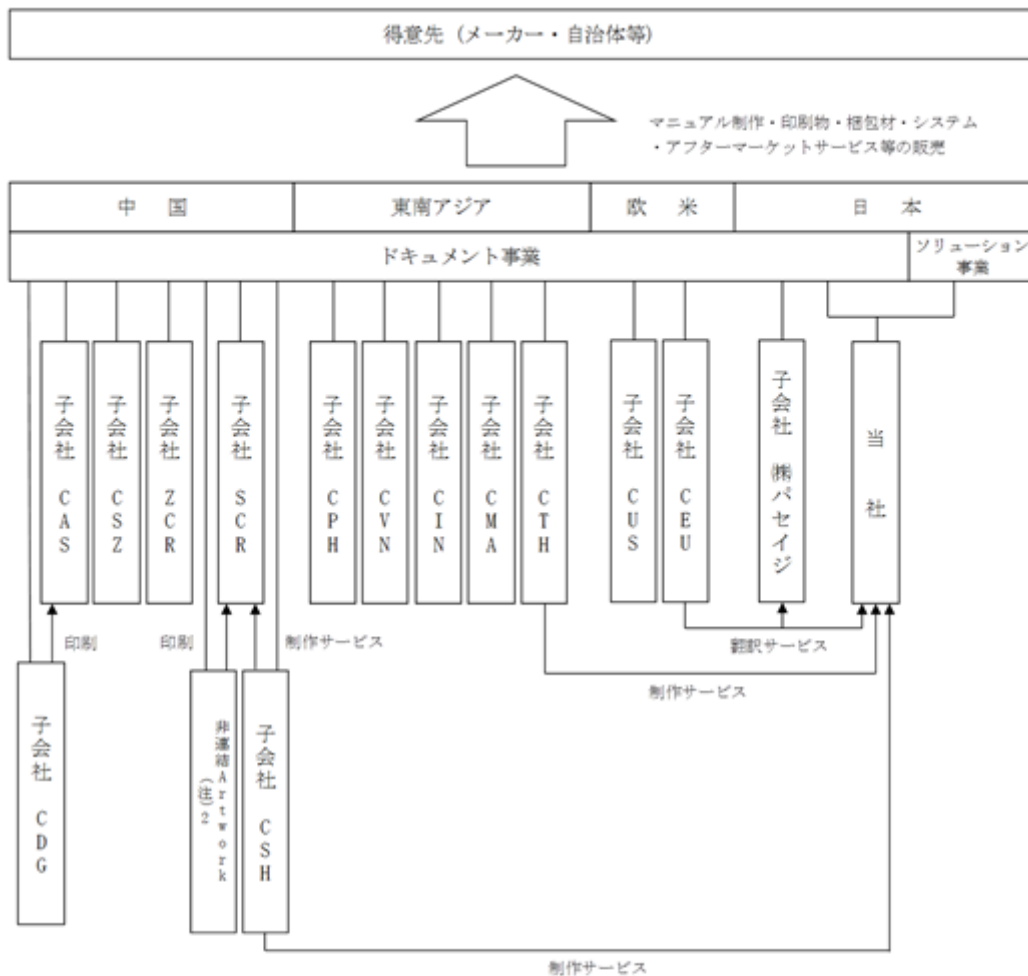 得意先（メーカー・自治体等）
マニュアル制作・印刷物・梱包材・システム
・アフターマーケットサービス等の販売
中 国
東南アジア
欧 米
日 本
ドキュメント事業
ソリューション
事業
子会社 CAS
子会社 CSZ
子会社 ZCR
子会社 SCR
子会社 CPH
子会社 CVN
子会社 CIN
子会社 CMA
子会社 CTH
子会社 CUS
子会社 CEU
子会社 ㈱パセイジ
当 社
印刷
印刷
制作サービス
翻訳サービス
制作サービス
子会社 CDG
非連結Artwork
(注)2
子会社 CSH
制作サービス